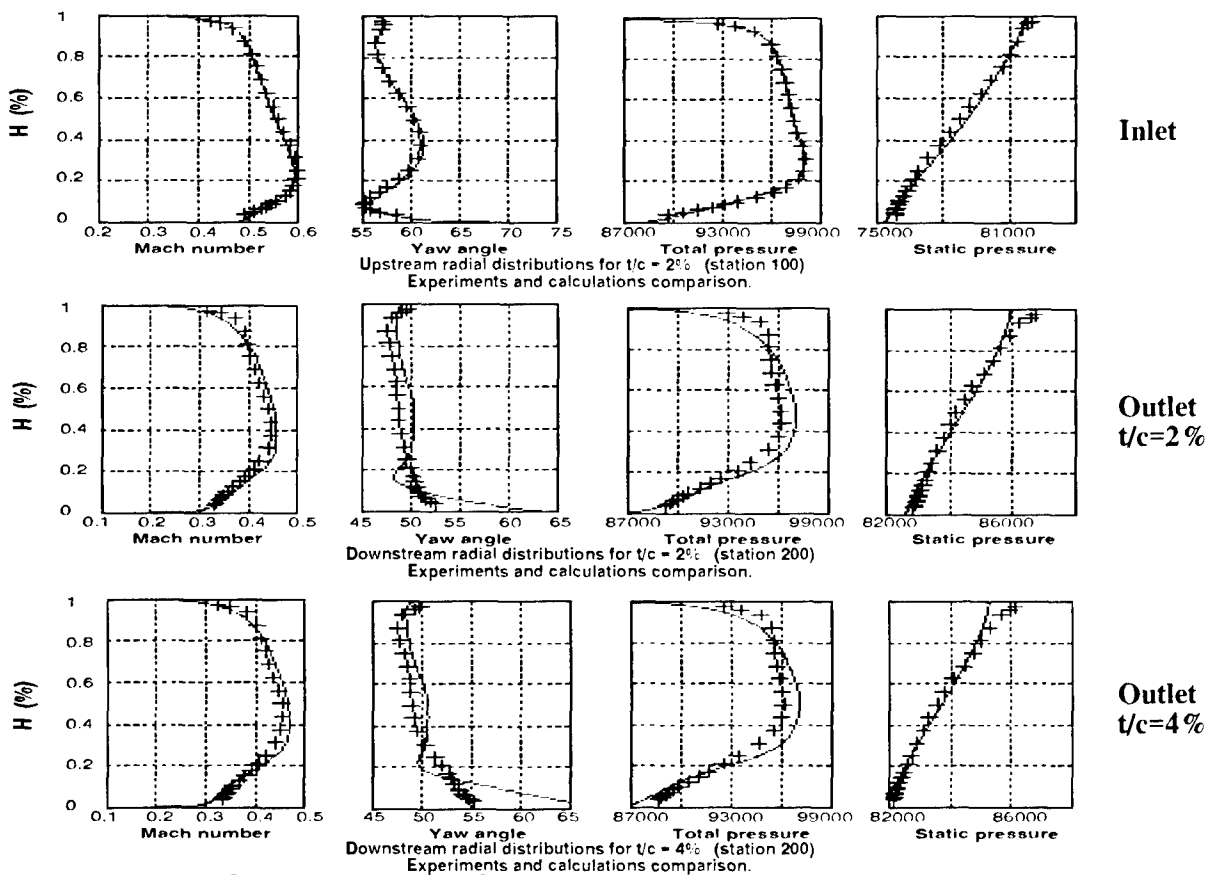 H (%)
1
0.8
0.6
0.4
0.2
0
0.2 0.3 0.4 0.5 0.6
Mach number
55 60 65 70 75
Yaw angle
87000 93000 99000
Total pressure
75000 81000
Static pressure
Inlet
Upstream radial distributions for t/c = 2% (station 100)
Experiments and calculations comparison.
H (%)
1
0.8
0.6
0.4
0.2
0
0.1 0.2 0.3 0.4 0.5
Mach number
45 50 55 60 65
Yaw angle
87000 93000 99000
Total pressure
82000 86000
Static pressure
Outlet
t/c=2%
Downstream radial distributions for t/c = 2% (station 200)
Experiments and calculations comparison.
H (%)
1
0.8
0.6
0.4
0.2
0
0.1 0.2 0.3 0.4 0.5
Mach number
45 50 55 60 65
Yaw angle
87000 93000 99000
Total pressure
82000 86000
Static pressure
Outlet
t/c=4%
Downstream radial distributions for t/c = 4% (station 200)
Experiments and calculations comparison.